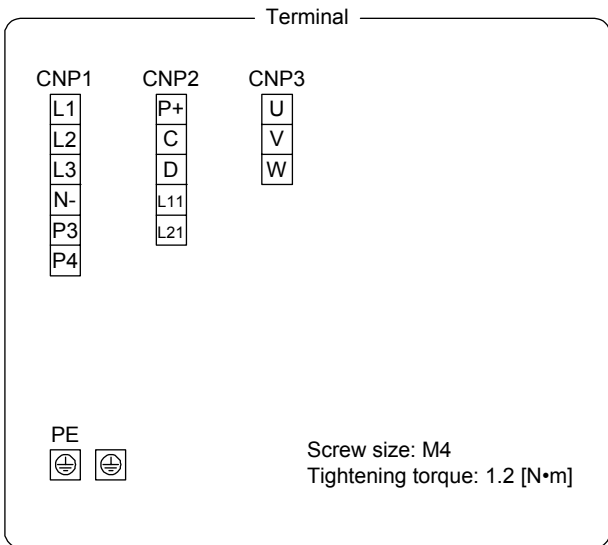 Terminal
CNP1
L1
L2
L3
N-
P3
P4
CNP2
P+
C
D
L11
L21
CNP3
U
V
W
PE
Screw size: M4
Tightening torque: 1.2 [N•m]